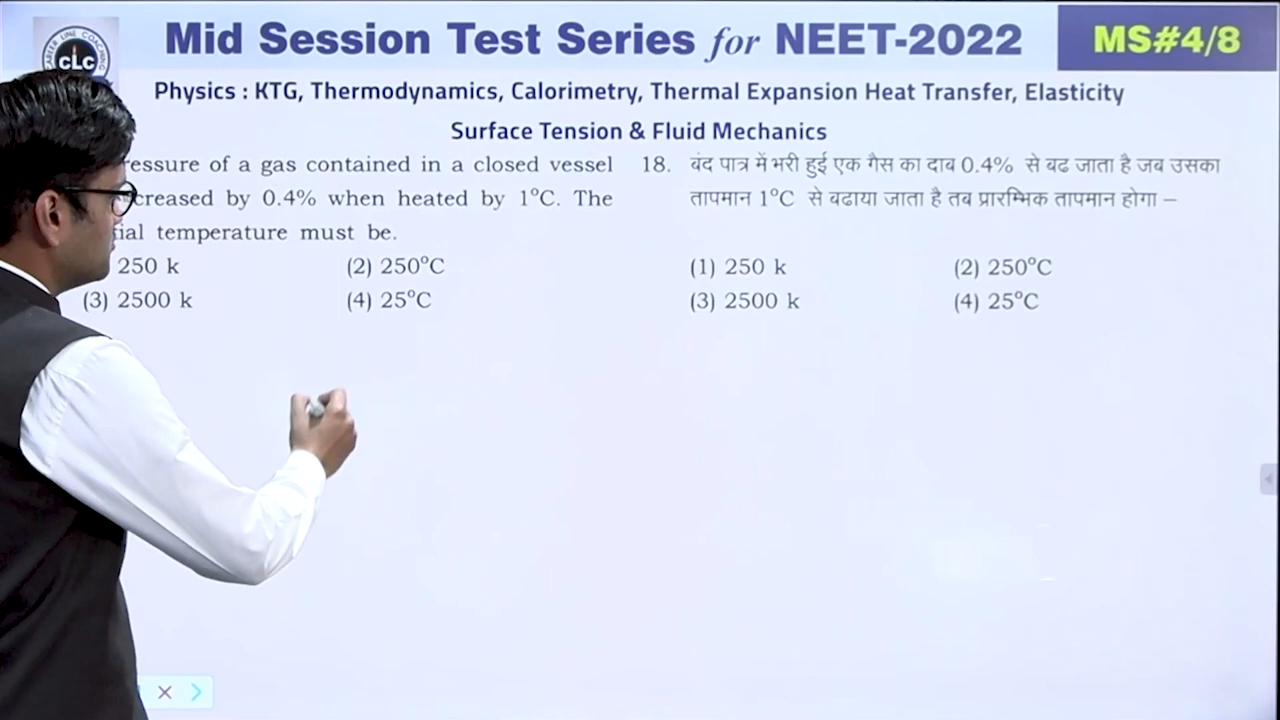 Mid Session Test Series for NEET-2022
MS#4/8
CLC
Physics : KTG, Thermodynamics, Calorimetry, Thermal Expansion Heat Transfer, Elasticity
Surface Tension & Fluid Mechanics
essure of a gas contained in a closed vessel
creased by 0.4% when heated by 1°C. The
ial temperature must be.
250 k (2) 250°C
(3) 2500 k (4) 25°C
18. बंद पात्र में भरी हुई एक गैस का दाब 0.4% से बढ जाता है जब उसका
तापमान 1°C से बढाया जाता है तब प्रारम्भिक तापमान होगा –
(1) 250 k (2) 250°C
(3) 2500 k (4) 25°C